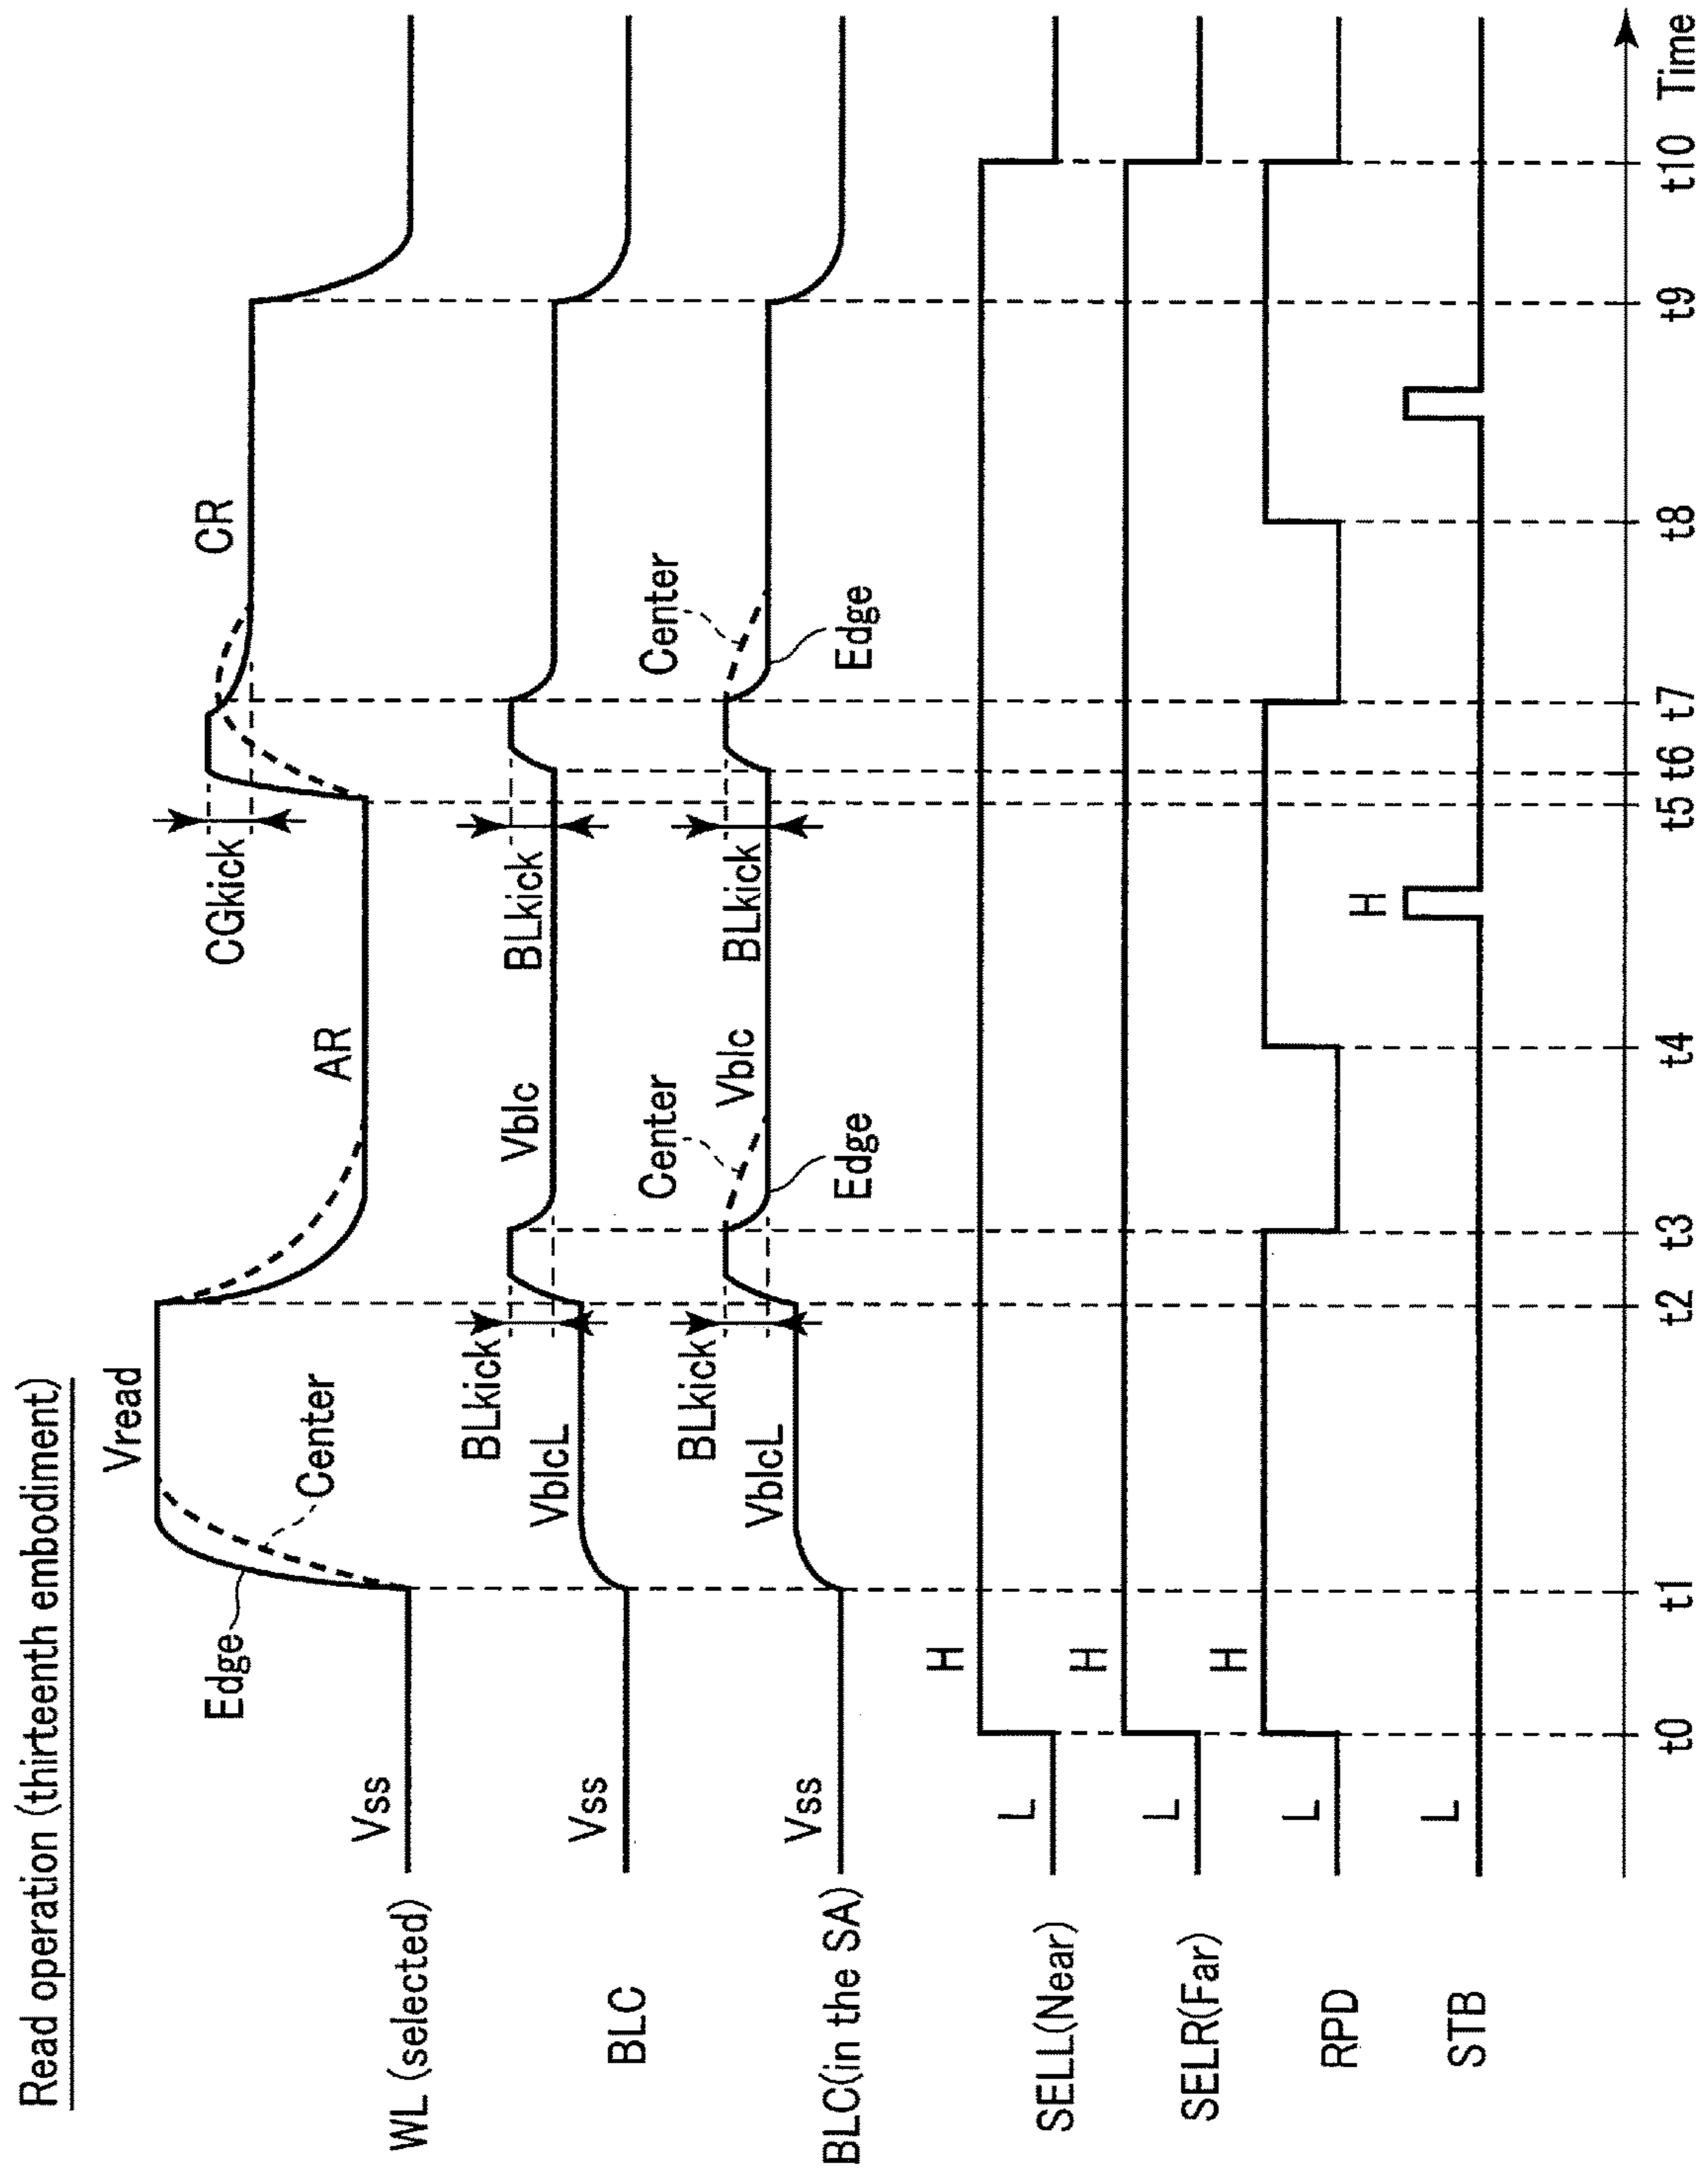 Read operation (thirteenth embodiment)
WL (selected)
Vss
Edge
Center
Vread
AR
CGkick
CR
BLC
Vss
VblcL
BLkick
Vblc
BLkick
BLC(in the SA)
Vss
VblcL
BLkick
Center
Edge
Vblc
BLkick
Center
Edge
SELL(Near)
L
H
SELR(Far)
L
H
RPD
L
H
STB
L
H
t0 t1 t2 t3 t4 t5 t6 t7 t8 t9 t10 Time